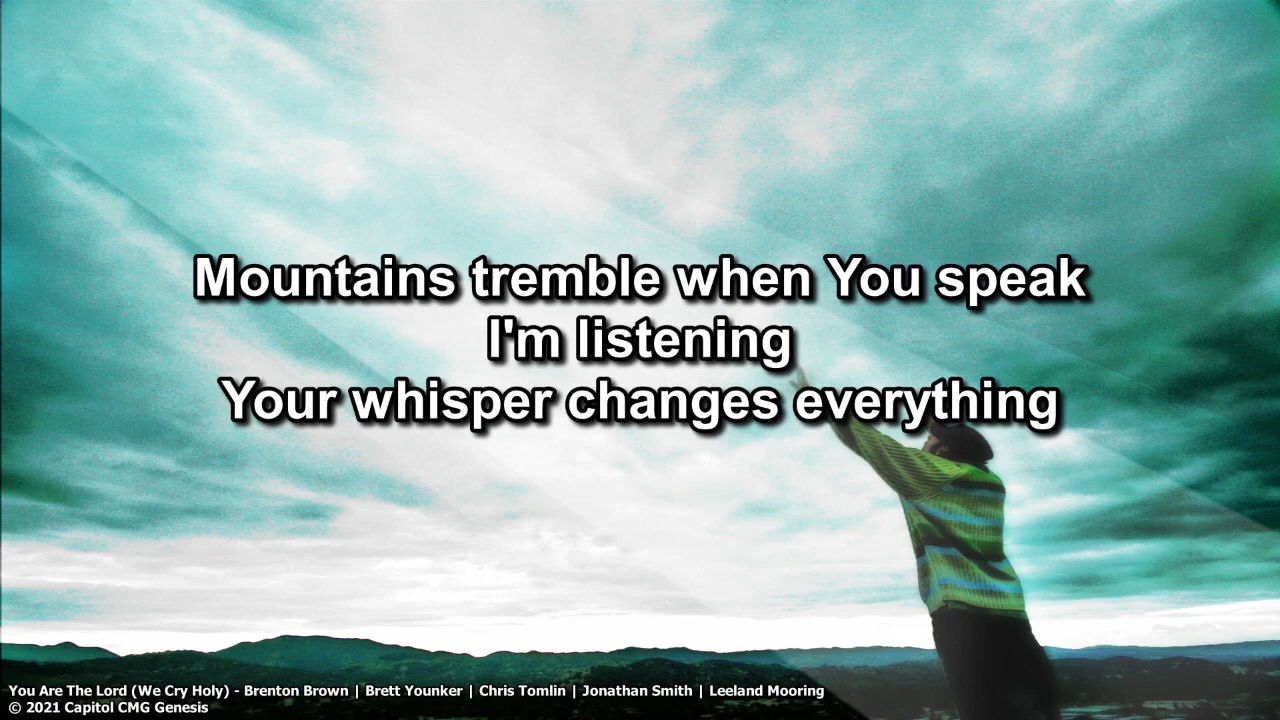 Mountains tremble when You speak
I'm listening
Your whisper changes everything
You Are The Lord (We Cry Holy) - Brenton Brown | Brett Younker | Chris Tomlin | Jonathan Smith | Leeland Mooring
© 2021 Capitol CMG Genesis